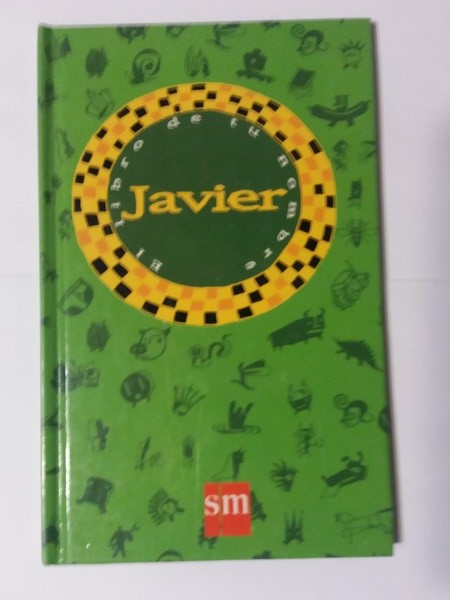 El libro de tu nombre
Javier
sm